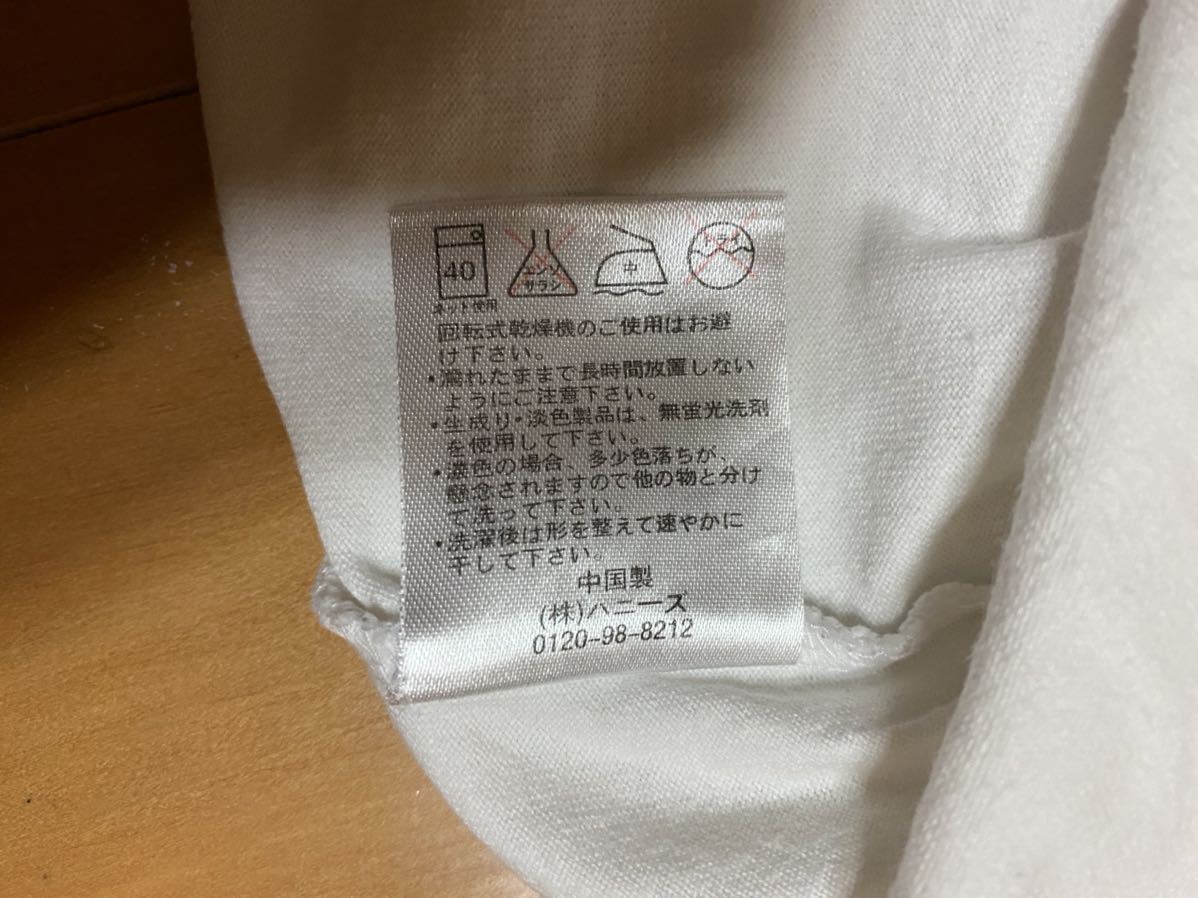 40
エンソ
サラシ
中
ドライ
ネット使用
回転式乾燥機のご使用はお避
け下さい。
・濡れたままで長時間放置しない
ようにご注意下さい。
・生成り・淡色製品は、無蛍光洗剤
を使用して下さい。
・濃色の場合、多少色落ちが、
懸念されますので他の物と分け
て洗って下さい。
・洗濯後は形を整えて速やかに
干して下さい。
中国製
(株)ハニーズ
0120-98-8212